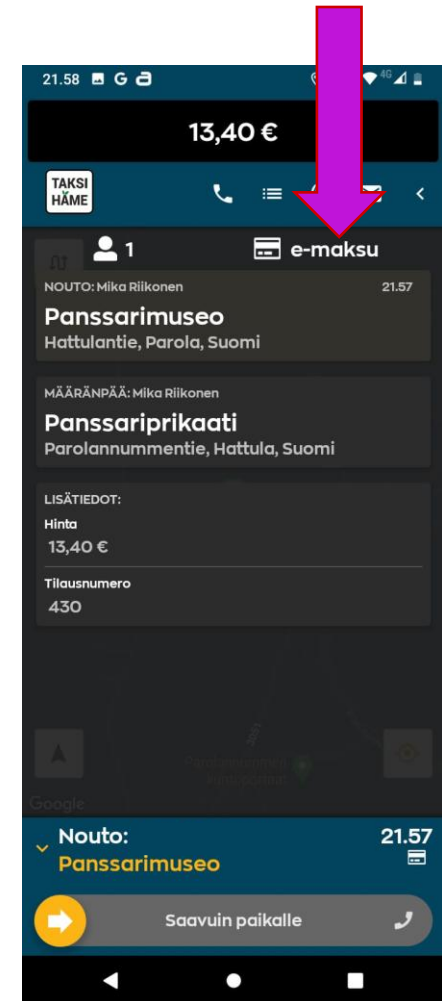 21.58 G a 4G
13,40 €
TAKSI
HÄME
1 e-maksu
NOUTO: Mika Riikonen 21.57
Panssarimuseo
Hattulantie, Parola, Suomi
MÄÄRÄNPÄÄ: Mika Riikonen
Panssariprikaati
Parolannummentie, Hattula, Suomi
LISÄTIEDOT:
Hinta
13,40 €
Tilausnumero
430
Google
Nouto: 21.57
Panssarimuseo
Saavuin paikalle